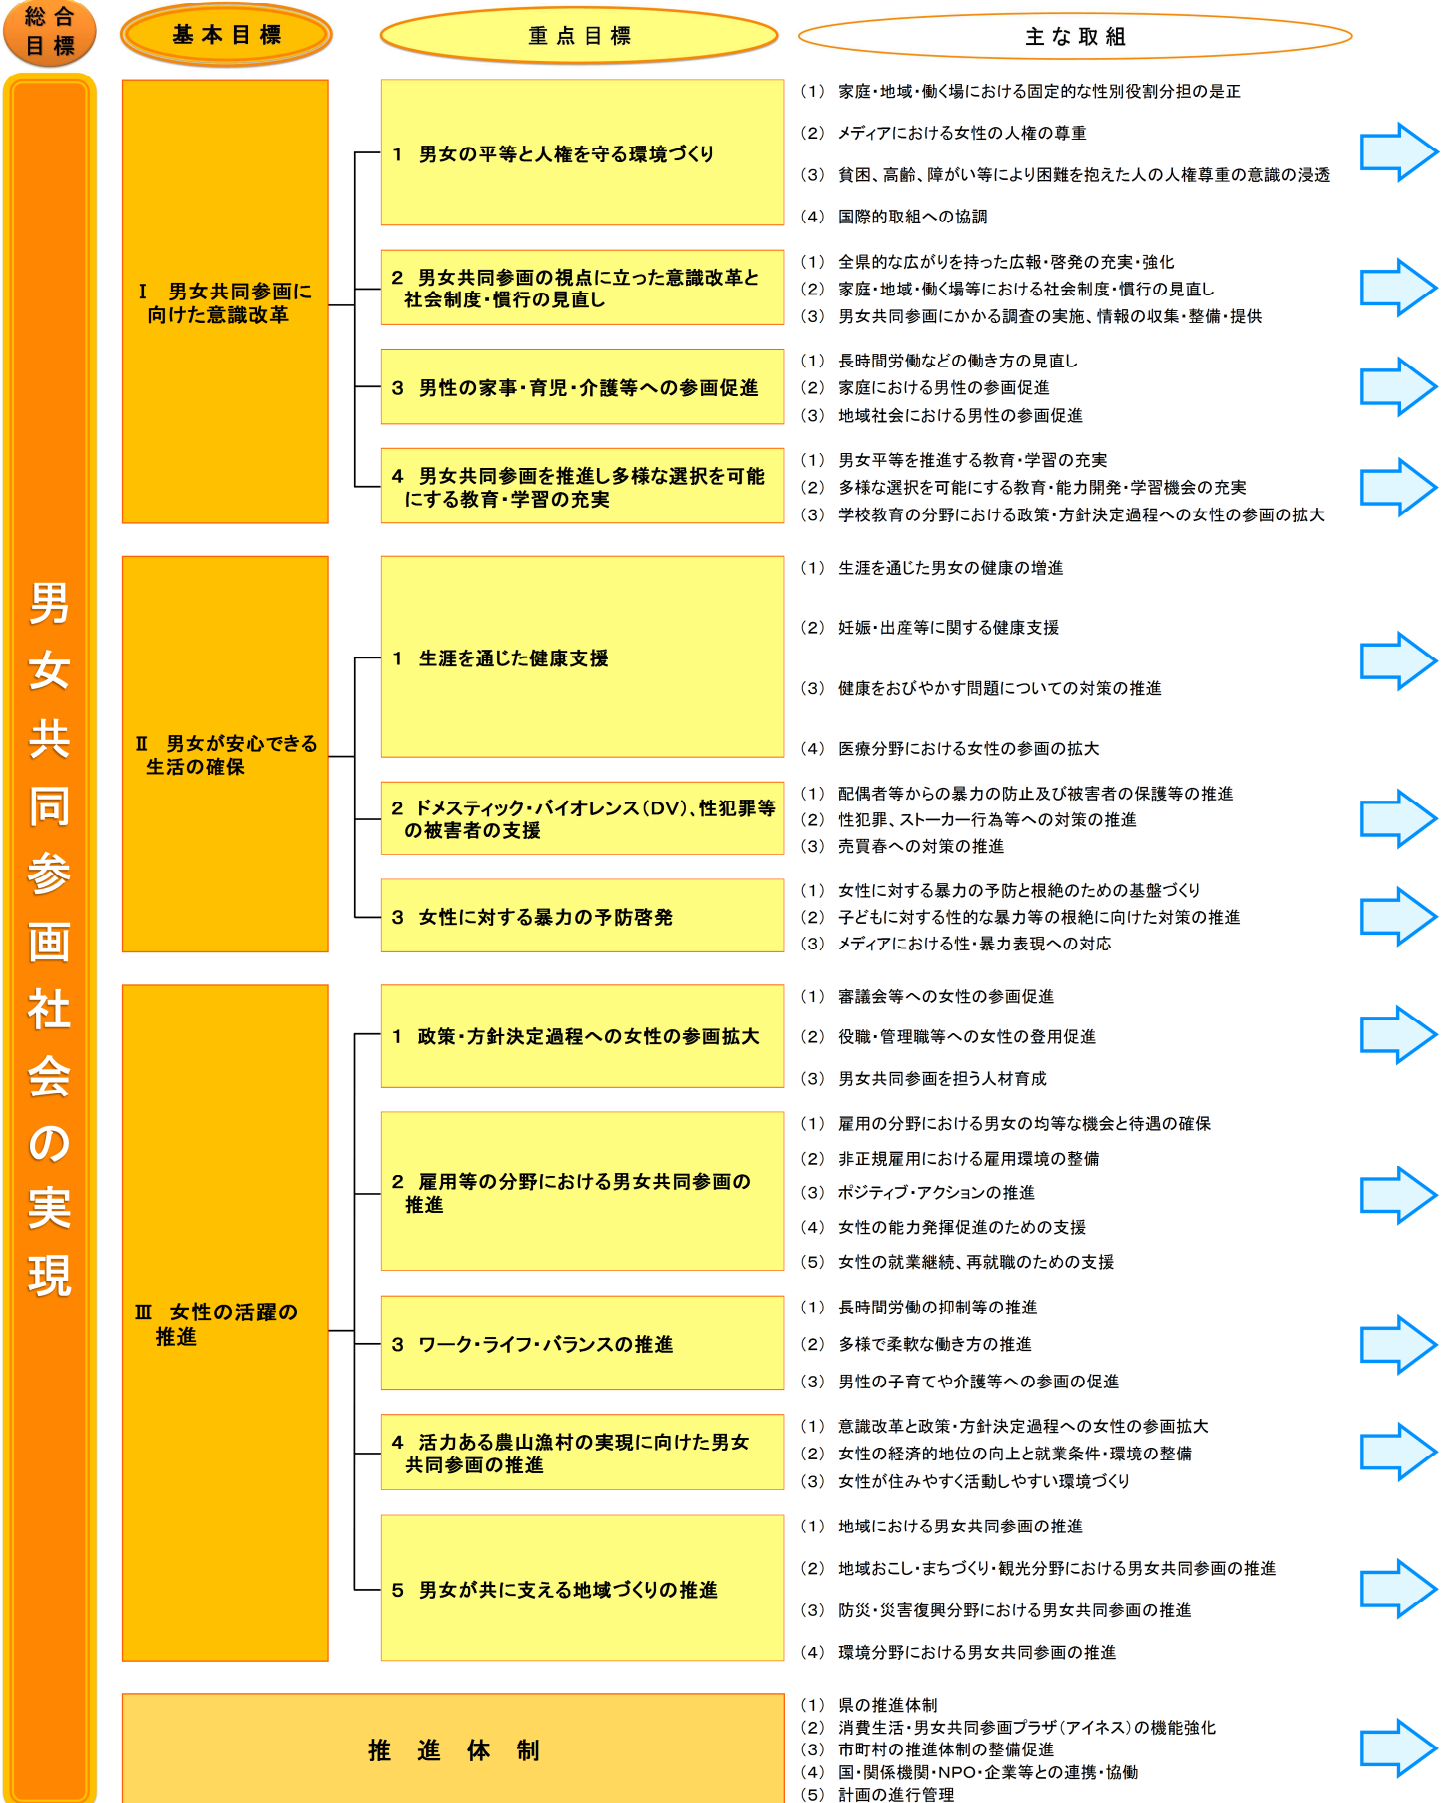 総合
目標
基本目標
重点目標
主な取組
男女共同参画社会の実現
Ⅰ　男女共同参画に
向けた意識改革
1　男女の平等と人権を守る環境づくり
（1）　家庭・地域・働く場における固定的な性別役割分担の是正
（2）　メディアにおける女性の人権の尊重
（3）　貧困、高齢、障がい等により困難を抱えた人の人権尊重の意識の浸透
（4）　国際的取組への協調
2　男女共同参画の視点に立った意識改革と
社会制度・慣行の見直し
（1）　全県的な広がりを持った広報・啓発の充実・強化
（2）　家庭・地域・働く場等における社会制度・慣行の見直し
（3）　男女共同参画にかかる調査の実施、情報の収集・整備・提供
3　男性の家事・育児・介護等への参画促進
（1）　長時間労働などの働き方の見直し
（2）　家庭における男性の参画促進
（3）　地域社会における男性の参画促進
4　男女共同参画を推進し多様な選択を可能
にする教育・学習の充実
（1）　男女平等を推進する教育・学習の充実
（2）　多様な選択を可能にする教育・能力開発・学習機会の充実
（3）　学校教育の分野における政策・方針決定過程への女性の参画の拡大
Ⅱ　男女が安心できる
生活の確保
1　生涯を通じた健康支援
（1）　生涯を通じた男女の健康の増進
（2）　妊娠・出産等に関する健康支援
（3）　健康をおびやかす問題についての対策の推進
（4）　医療分野における女性の参画の拡大
2　ドメスティック・バイオレンス（DV）、性犯罪等
の被害者の支援
（1）　配偶者等からの暴力の防止及び被害者の保護等の推進
（2）　性犯罪、ストーカー行為等への対策の推進
（3）　売買春への対策の推進
3　女性に対する暴力の予防啓発
（1）　女性に対する暴力の予防と根絶のための基盤づくり
（2）　子どもに対する性的な暴力等の根絶に向けた対策の推進
（3）　メディアにおける性・暴力表現への対応
Ⅲ　女性の活躍の
推進
1　政策・方針決定過程への女性の参画拡大
（1）　審議会等への女性の参画促進
（2）　役職・管理職等への女性の登用促進
（3）　男女共同参画を担う人材育成
2　雇用等の分野における男女共同参画の
推進
（1）　雇用の分野における男女の均等な機会と待遇の確保
（2）　非正規雇用における雇用環境の整備
（3）　ポジティブ・アクションの推進
（4）　女性の能力発揮促進のための支援
（5）　女性の就業継続、再就職のための支援
3　ワーク・ライフ・バランスの推進
（1）　長時間労働の抑制等の推進
（2）　多様で柔軟な働き方の推進
（3）　男性の子育てや介護等への参画の促進
4　活力ある農山漁村の実現に向けた男女
共同参画の推進
（1）　意識改革と政策・方針決定過程への女性の参画拡大
（2）　女性の経済的地位の向上と就業条件・環境の整備
（3）　女性が住みやすく活動しやすい環境づくり
5　男女が共に支える地域づくりの推進
（1）　地域における男女共同参画の推進
（2）　地域おこし・まちづくり・観光分野における男女共同参画の推進
（3）　防災・災害復興分野における男女共同参画の推進
（4）　環境分野における男女共同参画の推進
推進体制
（1）　県の推進体制
（2）　消費生活・男女共同参画プラザ（アイネス）の機能強化
（3）　市町村の推進体制の整備促進
（4）　国・関係機関・NPO・企業等との連携・協働
（5）　計画の進行管理